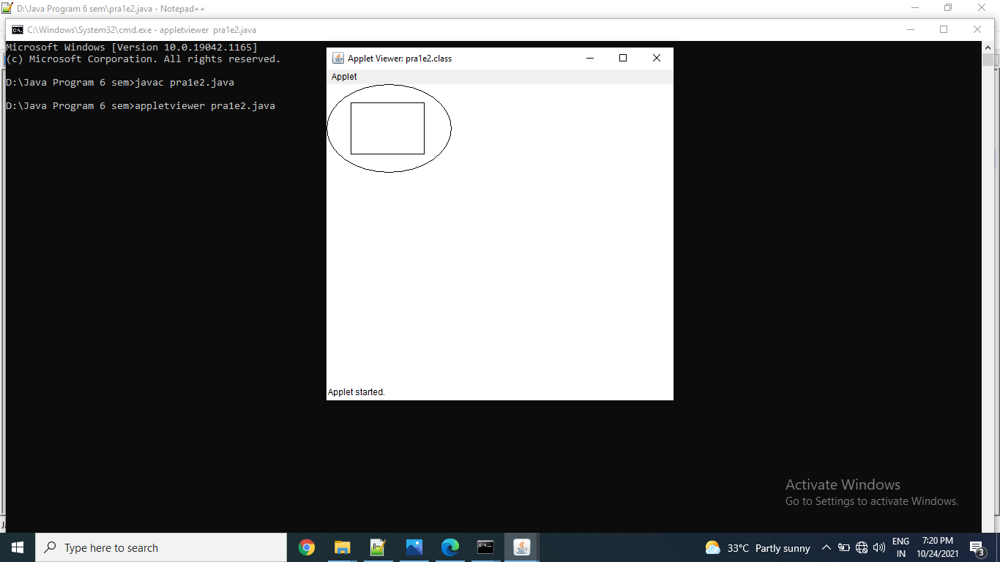 D:\Java Program 6 sem\pra1e2.java - Notepad++
C:\Windows\System32\cmd.exe - appletviewer  pra1e2.java
Microsoft Windows [Version 10.0.19042.1165]
(c) Microsoft Corporation. All rights reserved.
D:\Java Program 6 sem>javac pra1e2.java
D:\Java Program 6 sem>appletviewer pra1e2.java
Applet Viewer: pra1e2.class
Applet
Applet started.
Activate Windows
Go to Settings to activate Windows.
Type here to search
33°C Partly sunny
ENG
IN
7:20 PM
10/24/2021
3